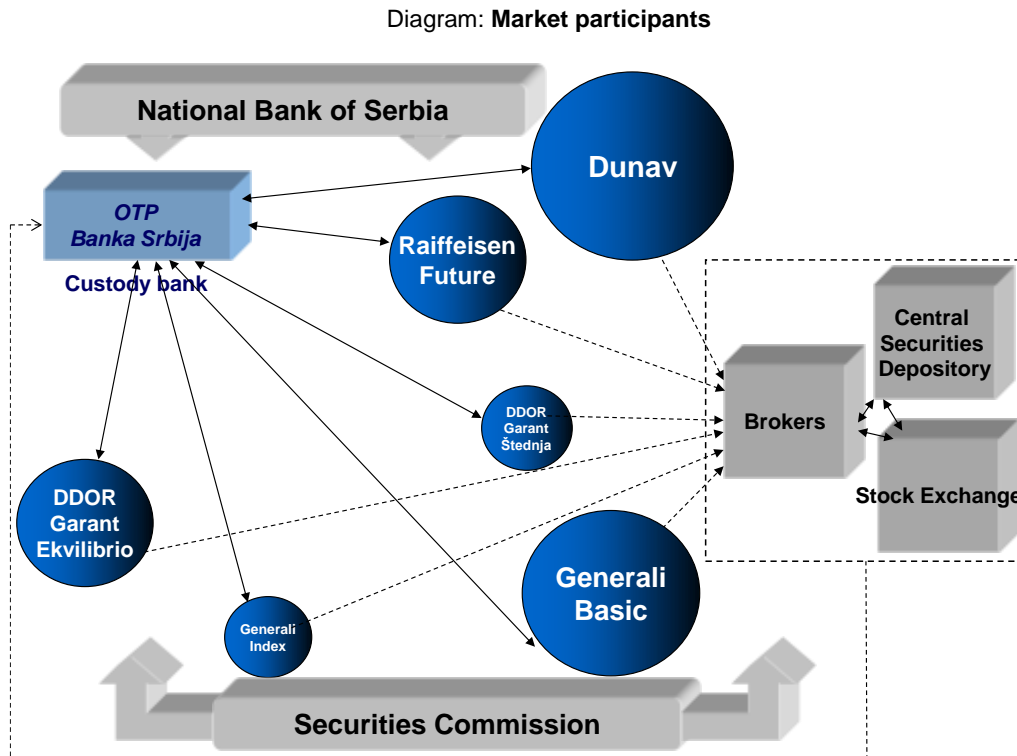 Diagram: Market participants
National Bank of Serbia
Dunav
OTP
Banka Srbija
Custody bank
Raiffeisen
Future
Central
Securities
Depository
Brokers
DDOR
Garant
Štednja
Stock Exchange
DDOR
Garant
Ekvilibrio
Generali
Basic
Generali
Index
Securities Commission